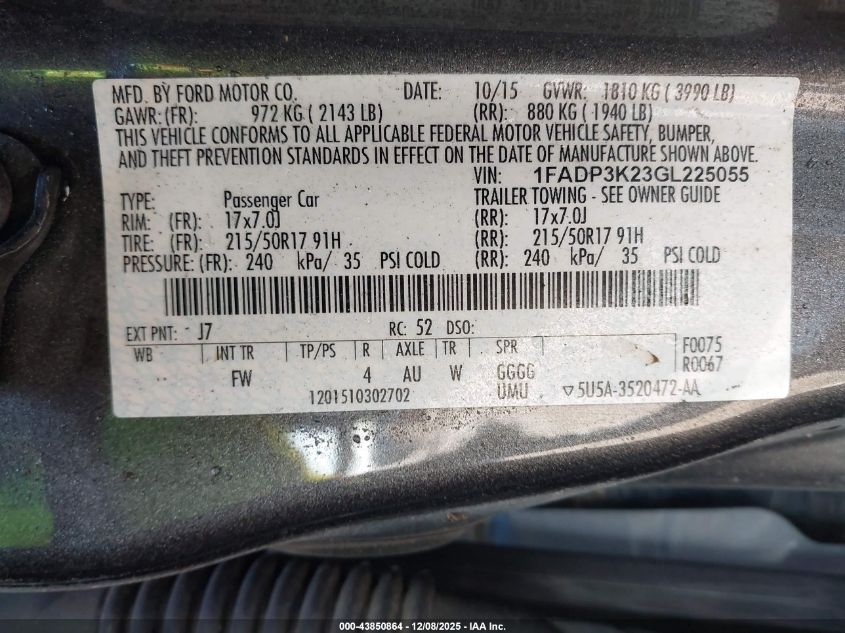 MFD. BY FORD MOTOR CO. DATE: 10/15 GVWR: 1810 KG ( 3990 LB)
GAWR: (FR): 972 KG ( 2143 LB) (RR): 880 KG ( 1940 LB)
THIS VEHICLE CONFORMS TO ALL APPLICABLE FEDERAL MOTOR VEHICLE SAFETY, BUMPER,
AND THEFT PREVENTION STANDARDS IN EFFECT ON THE DATE OF MANUFACTURE SHOWN ABOVE.
VIN: 1FADP3K23GL225055
TYPE: Passenger Car TRAILER TOWING - SEE OWNER GUIDE
RIM: (FR): 17x7.0J (RR): 17x7.0J
TIRE: (FR): 215/50R17 91H (RR): 215/50R17 91H
PRESSURE: (FR): 240 kPa/ 35 PSI COLD (RR): 240 kPa/ 35 PSI COLD
EXT PNT: J7 RC: 52 DSO:
WB INT TR TP/PS R AXLE TR SPR F0075
FW 4 AU W GGGG R0067
1201510302702 UMU ▽5U5A-3520472-AA
000-43850864 - 12/08/2025 - IAA Inc.